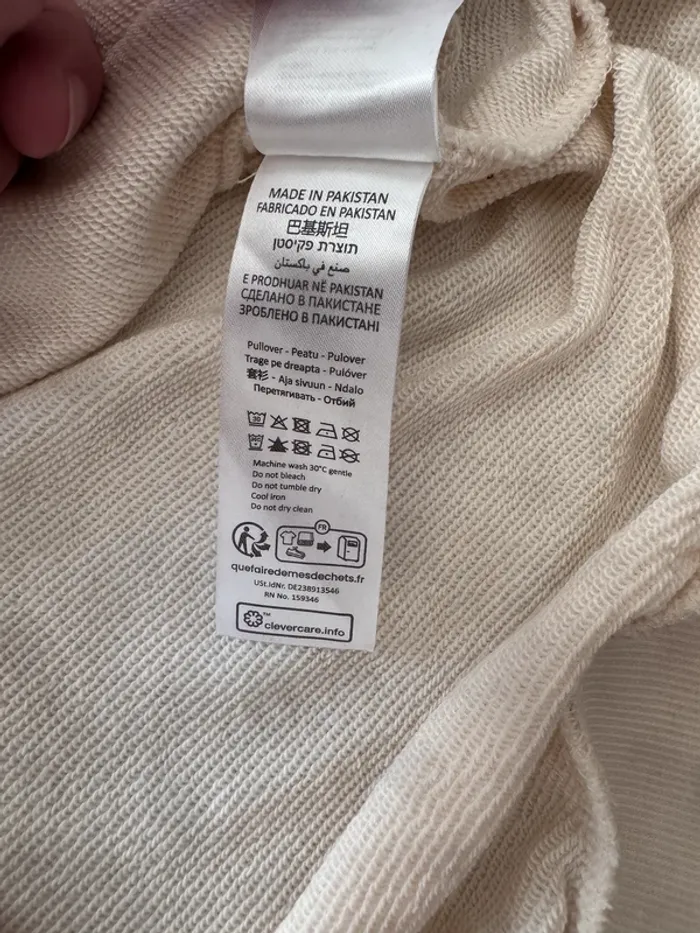 MADE IN PAKISTAN
FABRICADO EN PAKISTAN
巴基斯坦
תוצרת פקיסטן
صنع في باكستان
E PRODHUAR NË PAKISTAN
СДЕЛАНО В ПАКИСТАНЕ
ЗРОБЛЕНО В ПАКИСТАНІ
Pullover - Peatu - Pulover
Trage pe dreapta - Pulóver
套衫 - Aja sivuun - Ndalo
Перетягивать - Отбий
30
Machine wash 30°C gentle
Do not bleach
Do not tumble dry
Cool iron
Do not dry clean
FR
quefairedemesdechets.fr
USt.idNr. DE238913546
RN No. 159346
™
clevercare.info